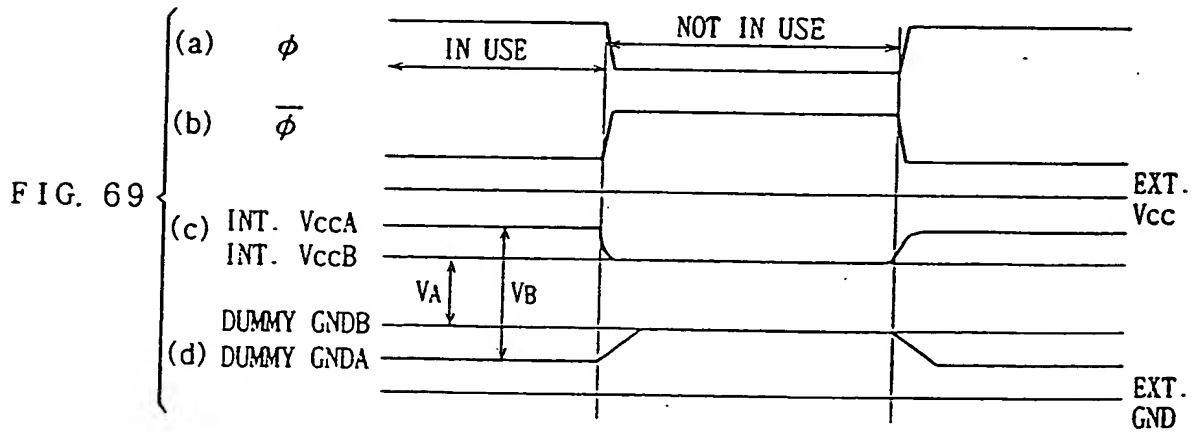 (a) ϕ
NOT IN USE
IN USE
(b) ϕ̅
FIG. 69
EXT.
Vcc
(c) INT. VccA
INT. VccB
VA
VB
DUMMY GNDB
(d) DUMMY GNDA
EXT.
GND